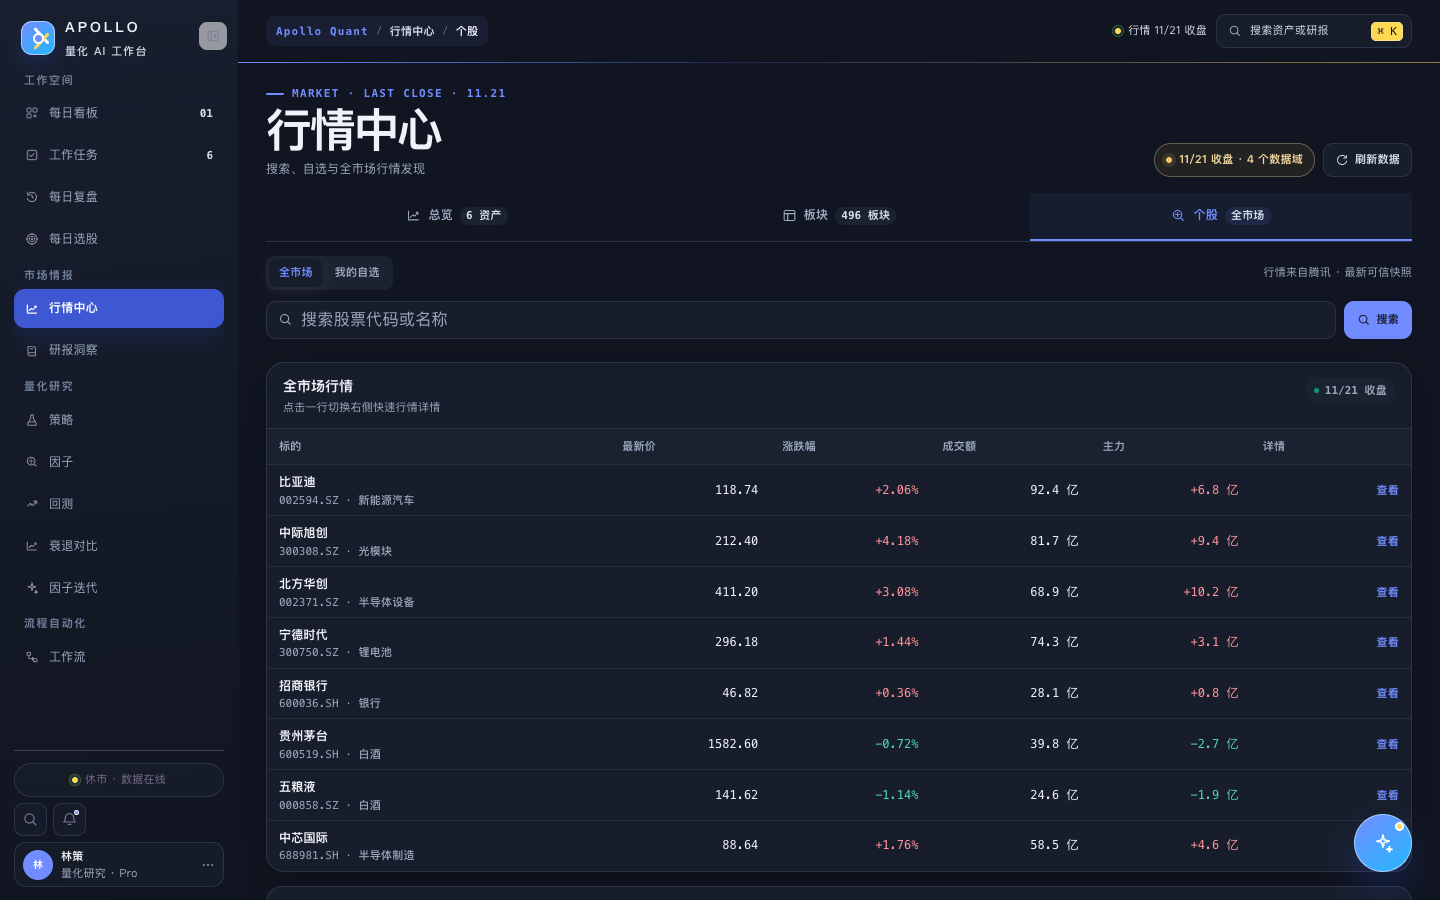 APOLLO
量化 AI 工作台
工作空间
每日看板 01
工作任务 6
每日复盘
每日选股
市场情报
行情中心
研报洞察
量化研究
策略
因子
回测
衰退对比
因子迭代
流程自动化
工作流
休市 · 数据在线
林
林策
量化研究 · Pro
Apollo Quant / 行情中心 / 个股
行情 11/21 收盘
搜索资产或研报 ⌘ K
MARKET · LAST CLOSE · 11.21
行情中心
搜索、自选与全市场行情发现
11/21 收盘 · 4 个数据域
刷新数据
总览 6 资产
板块 496 板块
个股 全市场
全市场 我的自选
行情来自腾讯 · 最新可信快照
搜索股票代码或名称
搜索
全市场行情
点击一行切换右侧快速行情详情
11/21 收盘
标的 最新价 涨跌幅 成交额 主力 详情
比亚迪
002594.SZ · 新能源汽车
118.74 +2.06% 92.4 亿 +6.8 亿 查看
中际旭创
300308.SZ · 光模块
212.40 +4.18% 81.7 亿 +9.4 亿 查看
北方华创
002371.SZ · 半导体设备
411.20 +3.08% 68.9 亿 +10.2 亿 查看
宁德时代
300750.SZ · 锂电池
296.18 +1.44% 74.3 亿 +3.1 亿 查看
招商银行
600036.SH · 银行
46.82 +0.36% 28.1 亿 +0.8 亿 查看
贵州茅台
600519.SH · 白酒
1582.60 −0.72% 39.8 亿 −2.7 亿 查看
五粮液
000858.SZ · 白酒
141.62 −1.14% 24.6 亿 −1.9 亿 查看
中芯国际
688981.SH · 半导体制造
88.64 +1.76% 58.5 亿 +4.6 亿